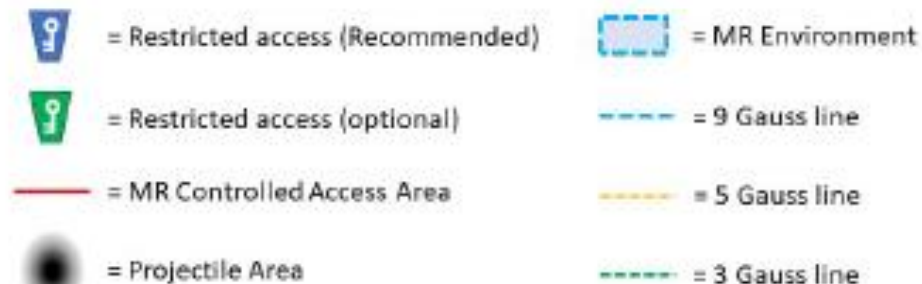 = Restricted access (Recommended)
= MR Environment
= Restricted access (optional)
= 9 Gauss line
= MR Controlled Access Area
= 5 Gauss line
= Projectile Area
= 3 Gauss line